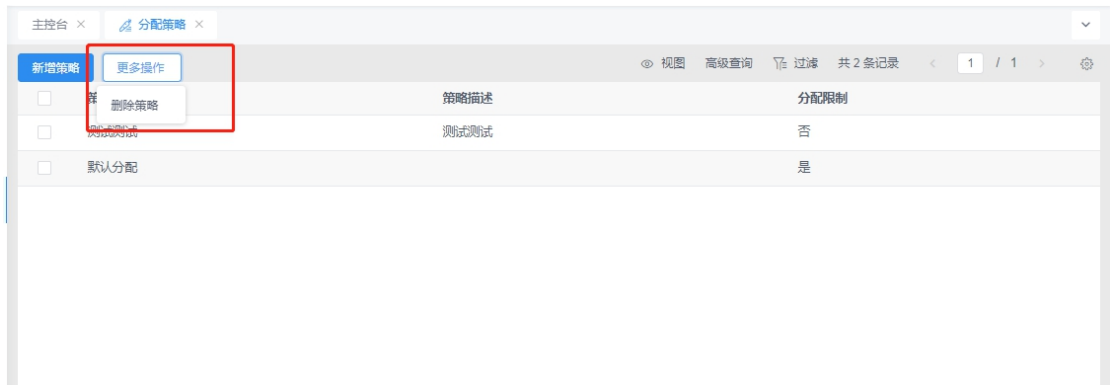 主控台
分配策略
新增策略 更多操作 视图 高级查询 过滤 共 2 条记录 1 / 1
策略描述 分配限制
删除策略
测试测试 测试测试 否
默认分配 是